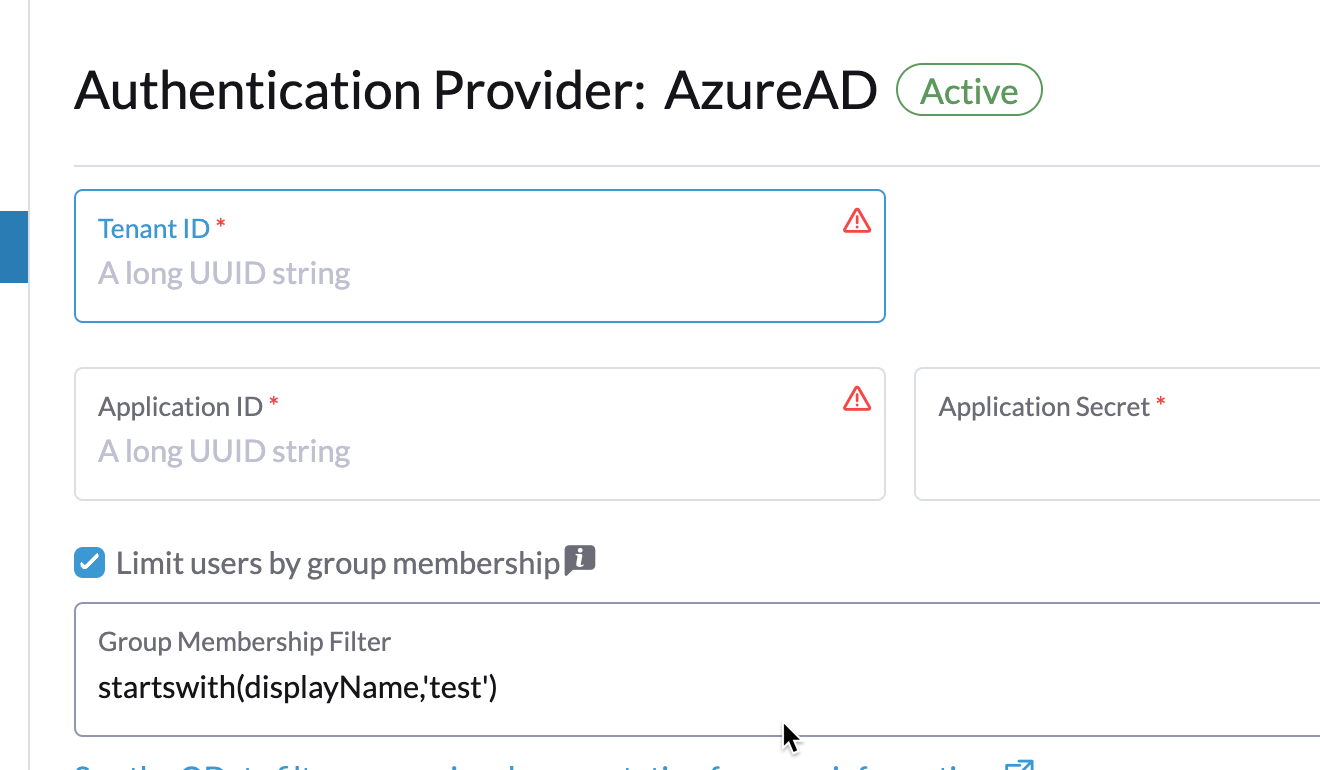 Authentication Provider: AzureAD Active
Tenant ID *
A long UUID string
Application ID *
A long UUID string
Application Secret *
Limit users by group membership
Group Membership Filter
startswith(displayName,'test')